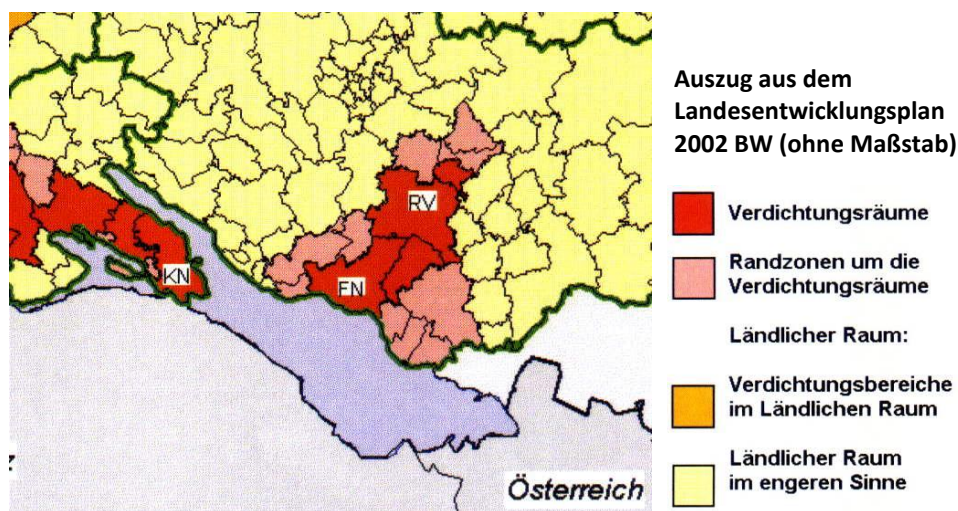 Auszug aus dem
Landesentwicklungsplan
2002 BW (ohne Maßstab)
RV
KN
FN
Österreich
Verdichtungsräume
Randzonen um die
Verdichtungsräume
Ländlicher Raum:
Verdichtungsbereiche
im Ländlichen Raum
Ländlicher Raum
im engeren Sinne